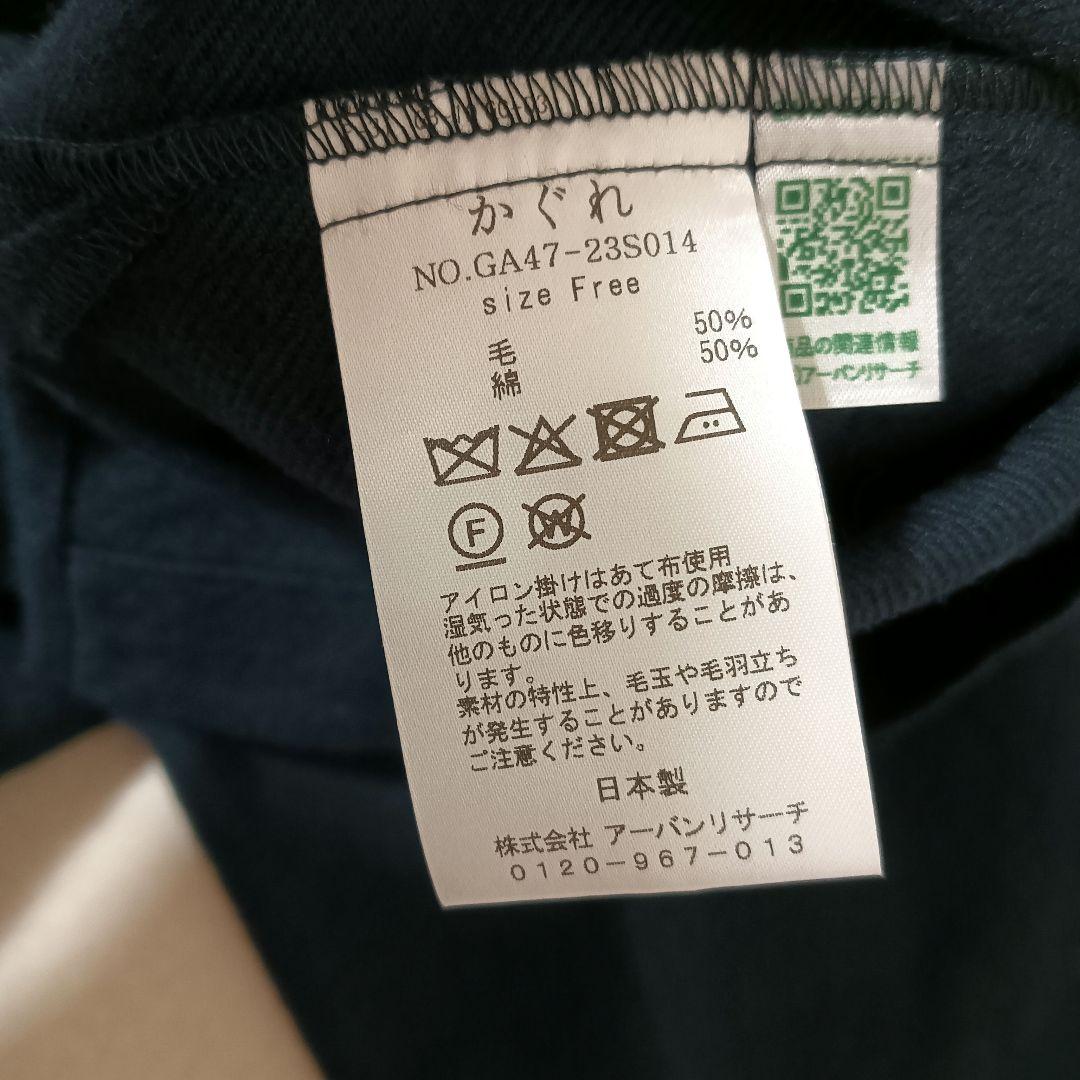 かぐれ
NO.GA47-23S014
size Free
毛 50%
綿 50%
F
W
アイロン掛けはあて布使用
湿気った状態での過度の摩擦は、
他のものに色移りすることがあ
ります。
素材の特性上、毛玉や毛羽立ち
が発生することがありますので
ご注意ください。
日本製
株式会社 アーバンリサーチ
0120-967-013
品の関連情報
アーバンリサーチ